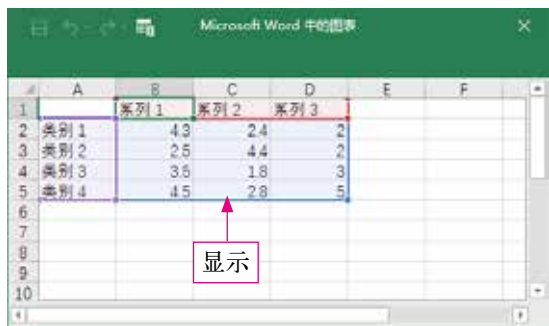 Microsoft Word 中的图表
A B C D E F
1 系列 1 系列 2 系列 3
2 类别 1 4.3 2.4 2
3 类别 2 2.5 4.4 2
4 类别 3 3.5 1.8 3
5 类别 4 4.5 2.8 5
6
7
8
9
10
显示